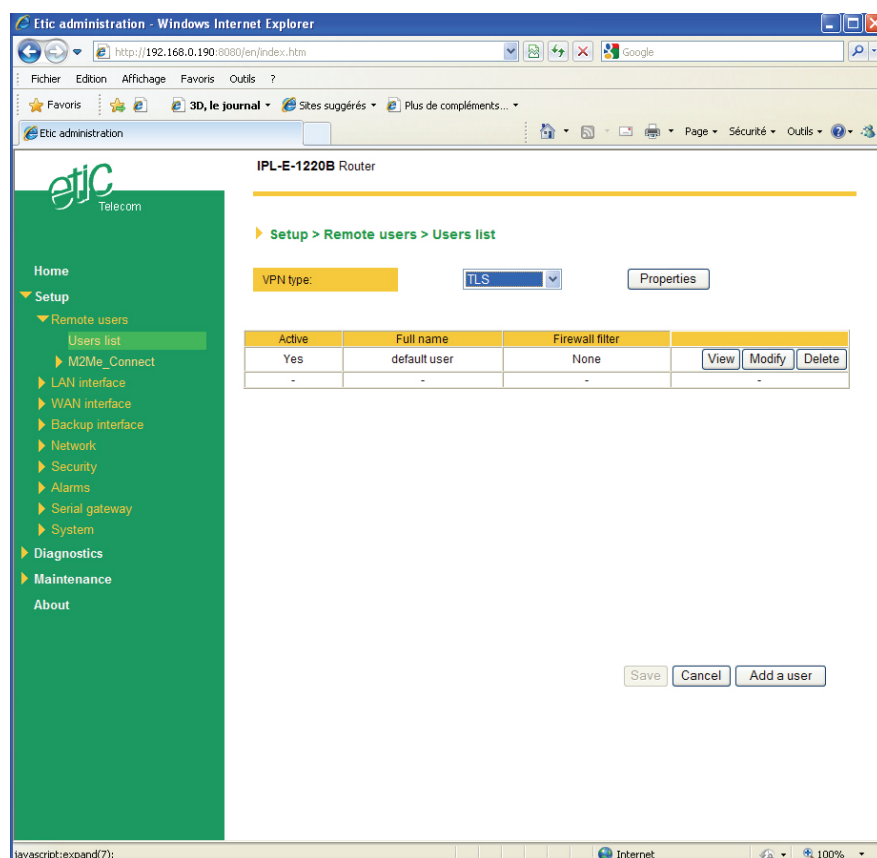 Etic administration - Windows Internet Explorer
http://192.168.0.190:8080/en/index.htm
Google
Fichier Edition Affichage Favoris Outils ?
Favoris
3D, le journal
Sites suggérés
Plus de compléments...
Etic administration
Page
Sécurité
Outils
etic
Telecom
IPL-E-1220B Router
Setup > Remote users > Users list
Home
Setup
Remote users
Users list
M2Me_Connect
LAN interface
WAN interface
Backup interface
Network
Security
Alarms
Serial gateway
System
Diagnostics
Maintenance
About
VPN type: TLS Properties
Active Full name Firewall filter
Yes default user None View Modify Delete
- - - -
Save Cancel Add a user
javascript:expand(7);
Internet
100%